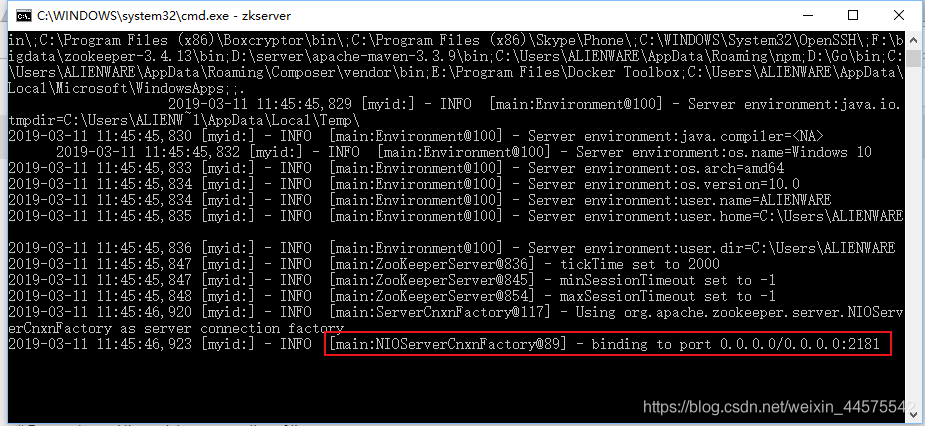 C:\WINDOWS\system32\cmd.exe - zkserver
in\;C:\Program Files (x86)\Boxcryptor\bin\;C:\Program Files (x86)\Skype\Phone\;C:\WINDOWS\System32\OpenSSH\;F:\b
igdata\zookeeper-3.4.13\bin;D:\server\apache-maven-3.3.9\bin;C:\Users\ALIENWARE\AppData\Roaming\npm;D:\Go\bin;C:
\Users\ALIENWARE\AppData\Roaming\Composer\vendor\bin;E:\Program Files\Docker Toolbox;C:\Users\ALIENWARE\AppData\
Local\Microsoft\WindowsApps;;.
2019-03-11 11:45:45,829 [myid:] - INFO  [main:Environment@100] - Server environment:java.io.
tmpdir=C:\Users\ALIENW~1\AppData\Local\Temp\
2019-03-11 11:45:45,830 [myid:] - INFO  [main:Environment@100] - Server environment:java.compiler=<NA>
2019-03-11 11:45:45,832 [myid:] - INFO  [main:Environment@100] - Server environment:os.name=Windows 10
2019-03-11 11:45:45,833 [myid:] - INFO  [main:Environment@100] - Server environment:os.arch=amd64
2019-03-11 11:45:45,834 [myid:] - INFO  [main:Environment@100] - Server environment:os.version=10.0
2019-03-11 11:45:45,834 [myid:] - INFO  [main:Environment@100] - Server environment:user.name=ALIENWARE
2019-03-11 11:45:45,835 [myid:] - INFO  [main:Environment@100] - Server environment:user.home=C:\Users\ALIENWARE
2019-03-11 11:45:45,836 [myid:] - INFO  [main:Environment@100] - Server environment:user.dir=C:\Users\ALIENWARE
2019-03-11 11:45:45,847 [myid:] - INFO  [main:ZooKeeperServer@836] - tickTime set to 2000
2019-03-11 11:45:45,847 [myid:] - INFO  [main:ZooKeeperServer@845] - minSessionTimeout set to -1
2019-03-11 11:45:45,848 [myid:] - INFO  [main:ZooKeeperServer@854] - maxSessionTimeout set to -1
2019-03-11 11:45:46,920 [myid:] - INFO  [main:ServerCnxnFactory@117] - Using org.apache.zookeeper.server.NIOServ
erCnxnFactory as server connection factory
2019-03-11 11:45:46,923 [myid:] - INFO  [main:NIOServerCnxnFactory@89] - binding to port 0.0.0.0/0.0.0.0:2181
https://blog.csdn.net/weixin_44575542